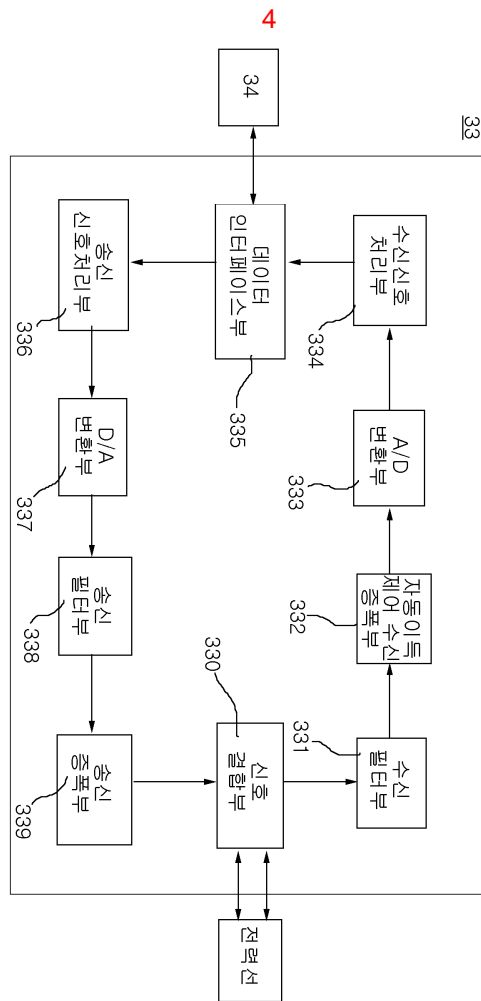 4
33
34
데이터
인터페이스부
335
수신신호
처리부
334
A/D
변환부
333
자동이득
제어 수신
증폭부
332
수신
필터부
331
신호
결합부
330
전력선
송신
신호처리부
336
D/A
변환부
337
송신
필터부
338
송신
증폭부
339